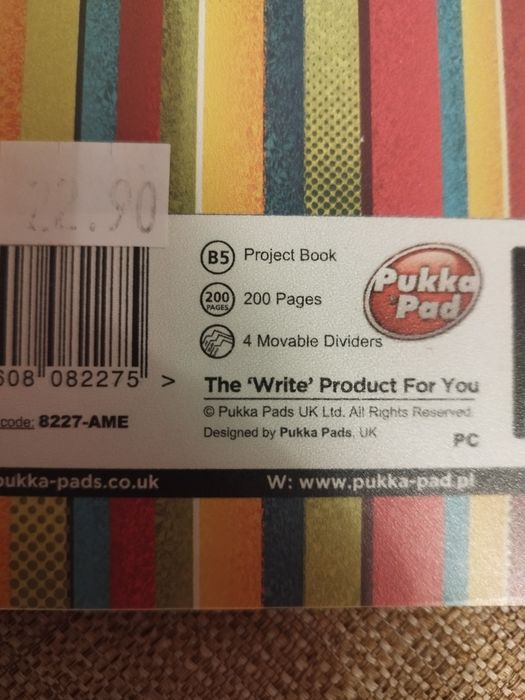 22.90
B5 Project Book
200 PAGES 200 Pages
4 Movable Dividers
Pukka Pad
608 082275 >
The 'Write' Product For You
© Pukka Pads UK Ltd. All Rights Reserved.
Designed by Pukka Pads, UK
code: 8227-AME
PC
ukka-pads.co.uk
W: www.pukka-pad.pl